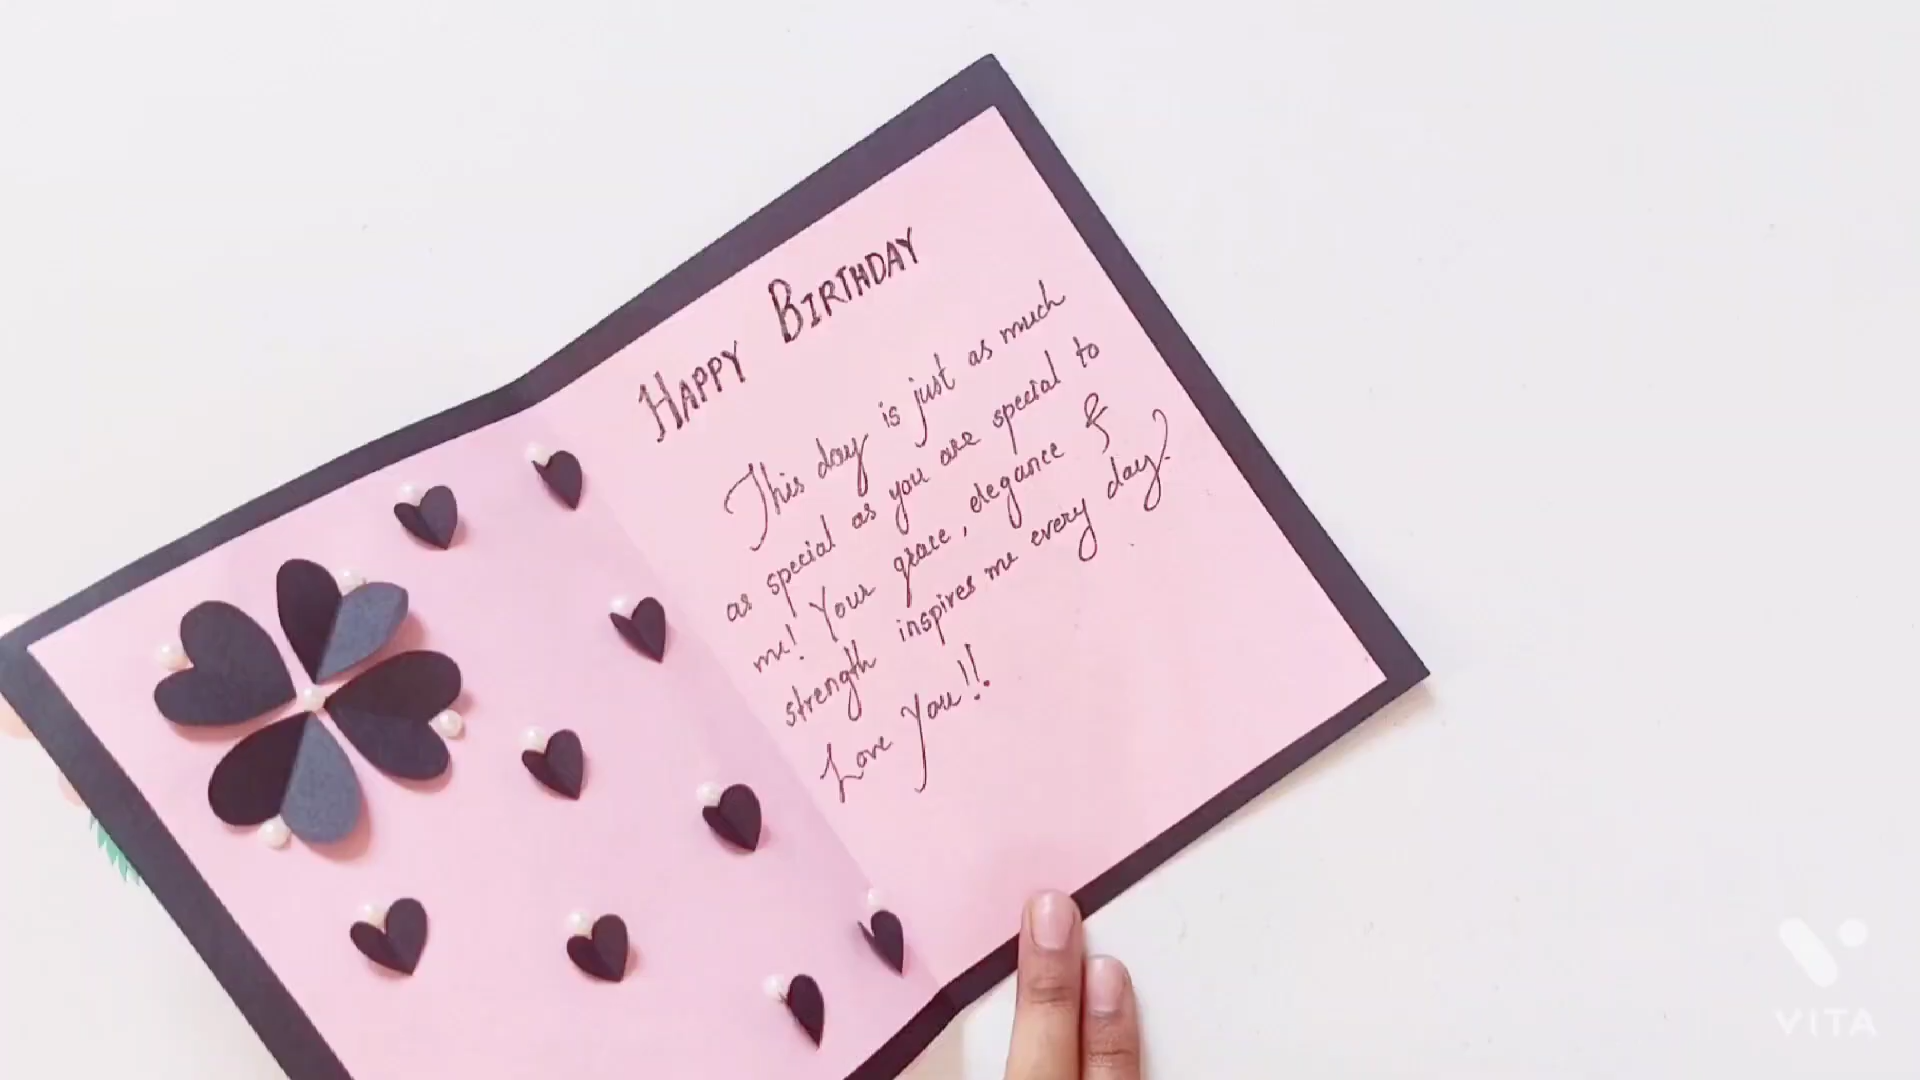 HAPPY BIRTHDAY
This day is just as much
as special as you are special to
me! Your grace, elegance &
strength inspires me every day.
Love You!!
VITA